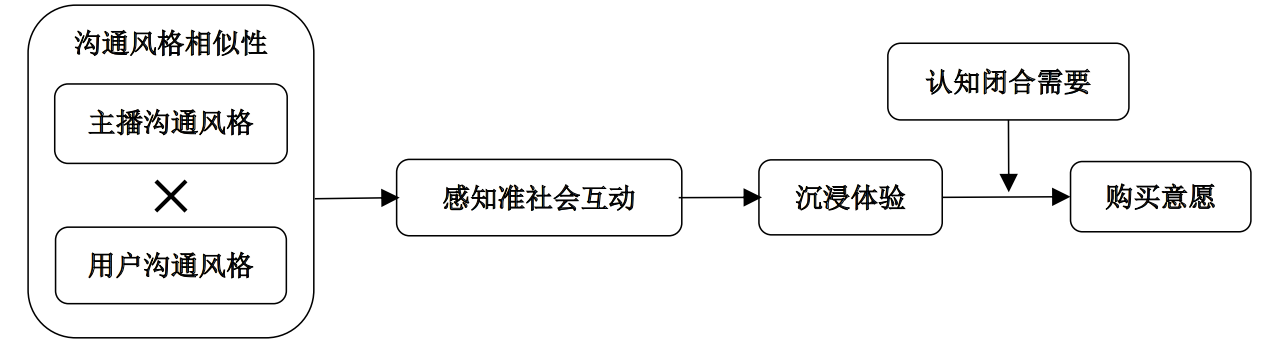 沟通风格相似性
主播沟通风格
用户沟通风格
感知准社会互动
沉浸体验
认知闭合需要
购买意愿